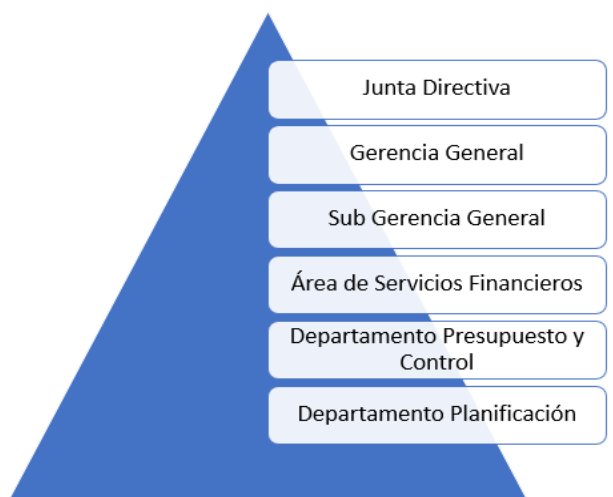 Junta Directiva
Gerencia General
Sub Gerencia General
Área de Servicios Financieros
Departamento Presupuesto y
Control
Departamento Planificación